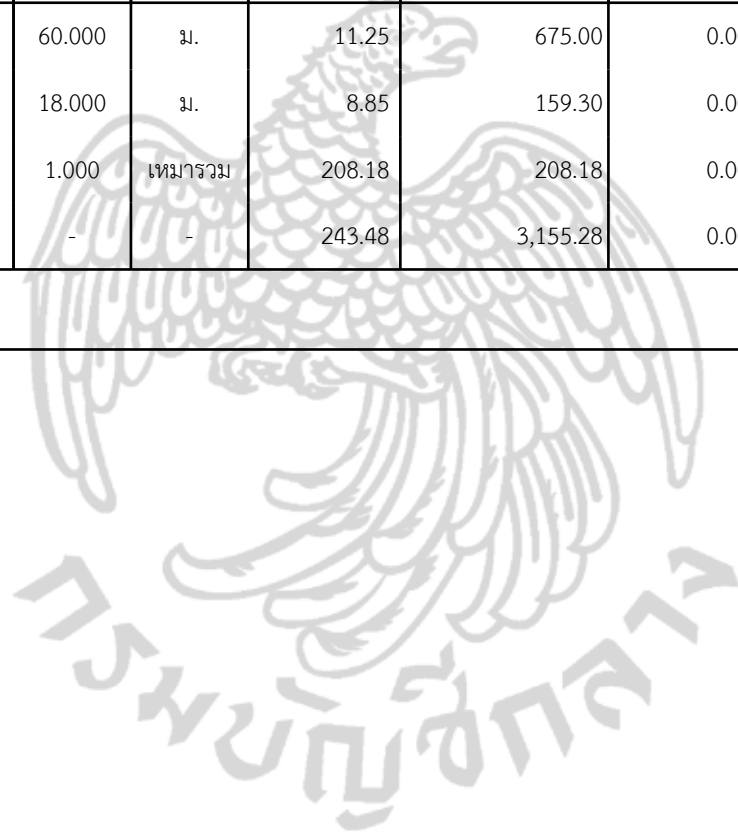 60.000 ม. 11.25 675.00 0.0
18.000 ม. 8.85 159.30 0.0
1.000 เหมารวม 208.18 208.18 0.0
- - 243.48 3,155.28 0.0
กรมบัญชีกลาง